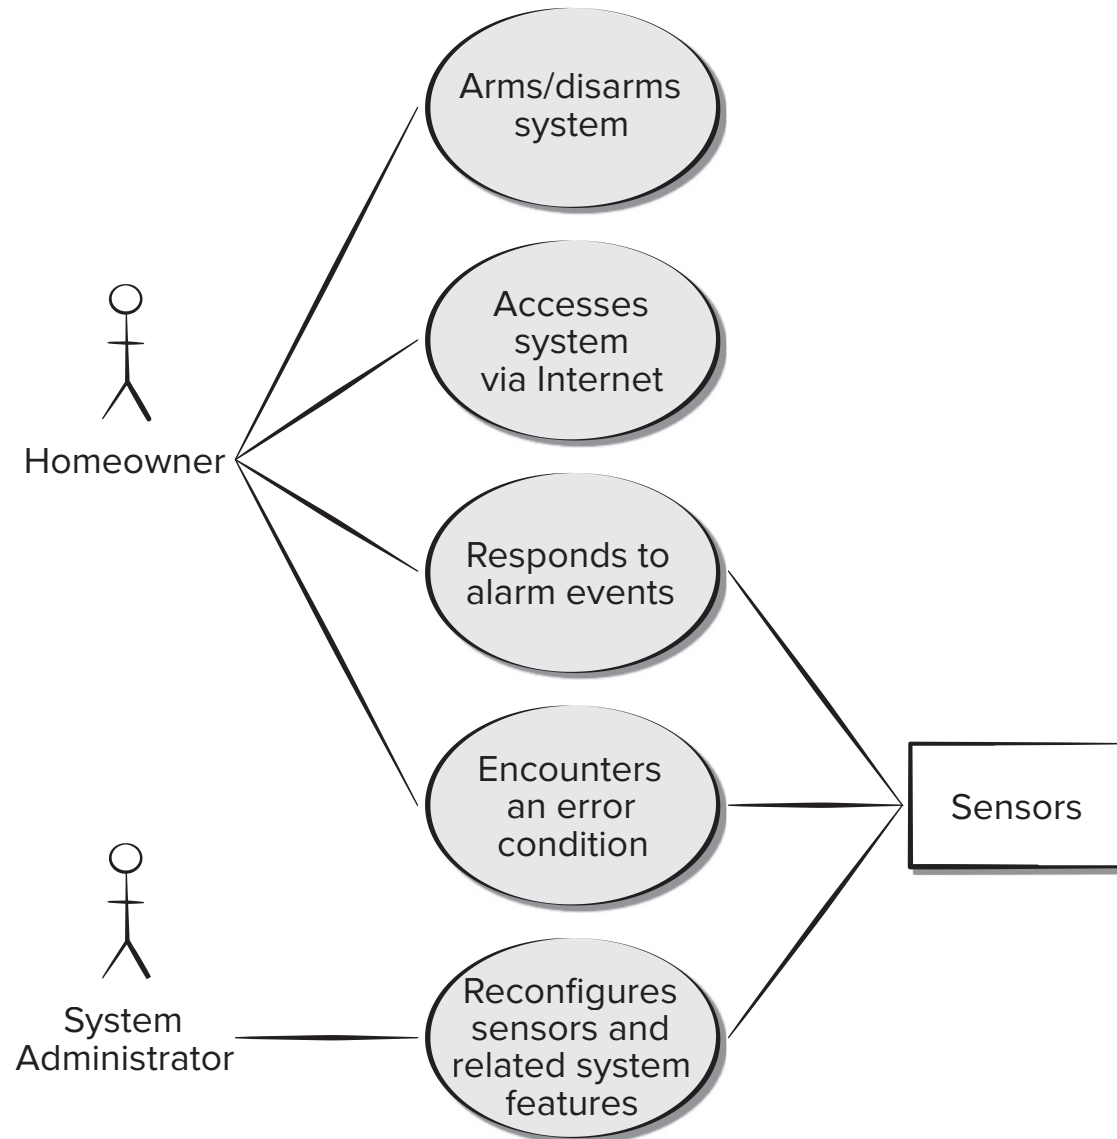 Arms/disarms
system
Accesses
system
via Internet
Homeowner
Responds to
alarm events
Encounters
an error
condition
Sensors
System
Administrator
Reconfigures
sensors and
related system
features